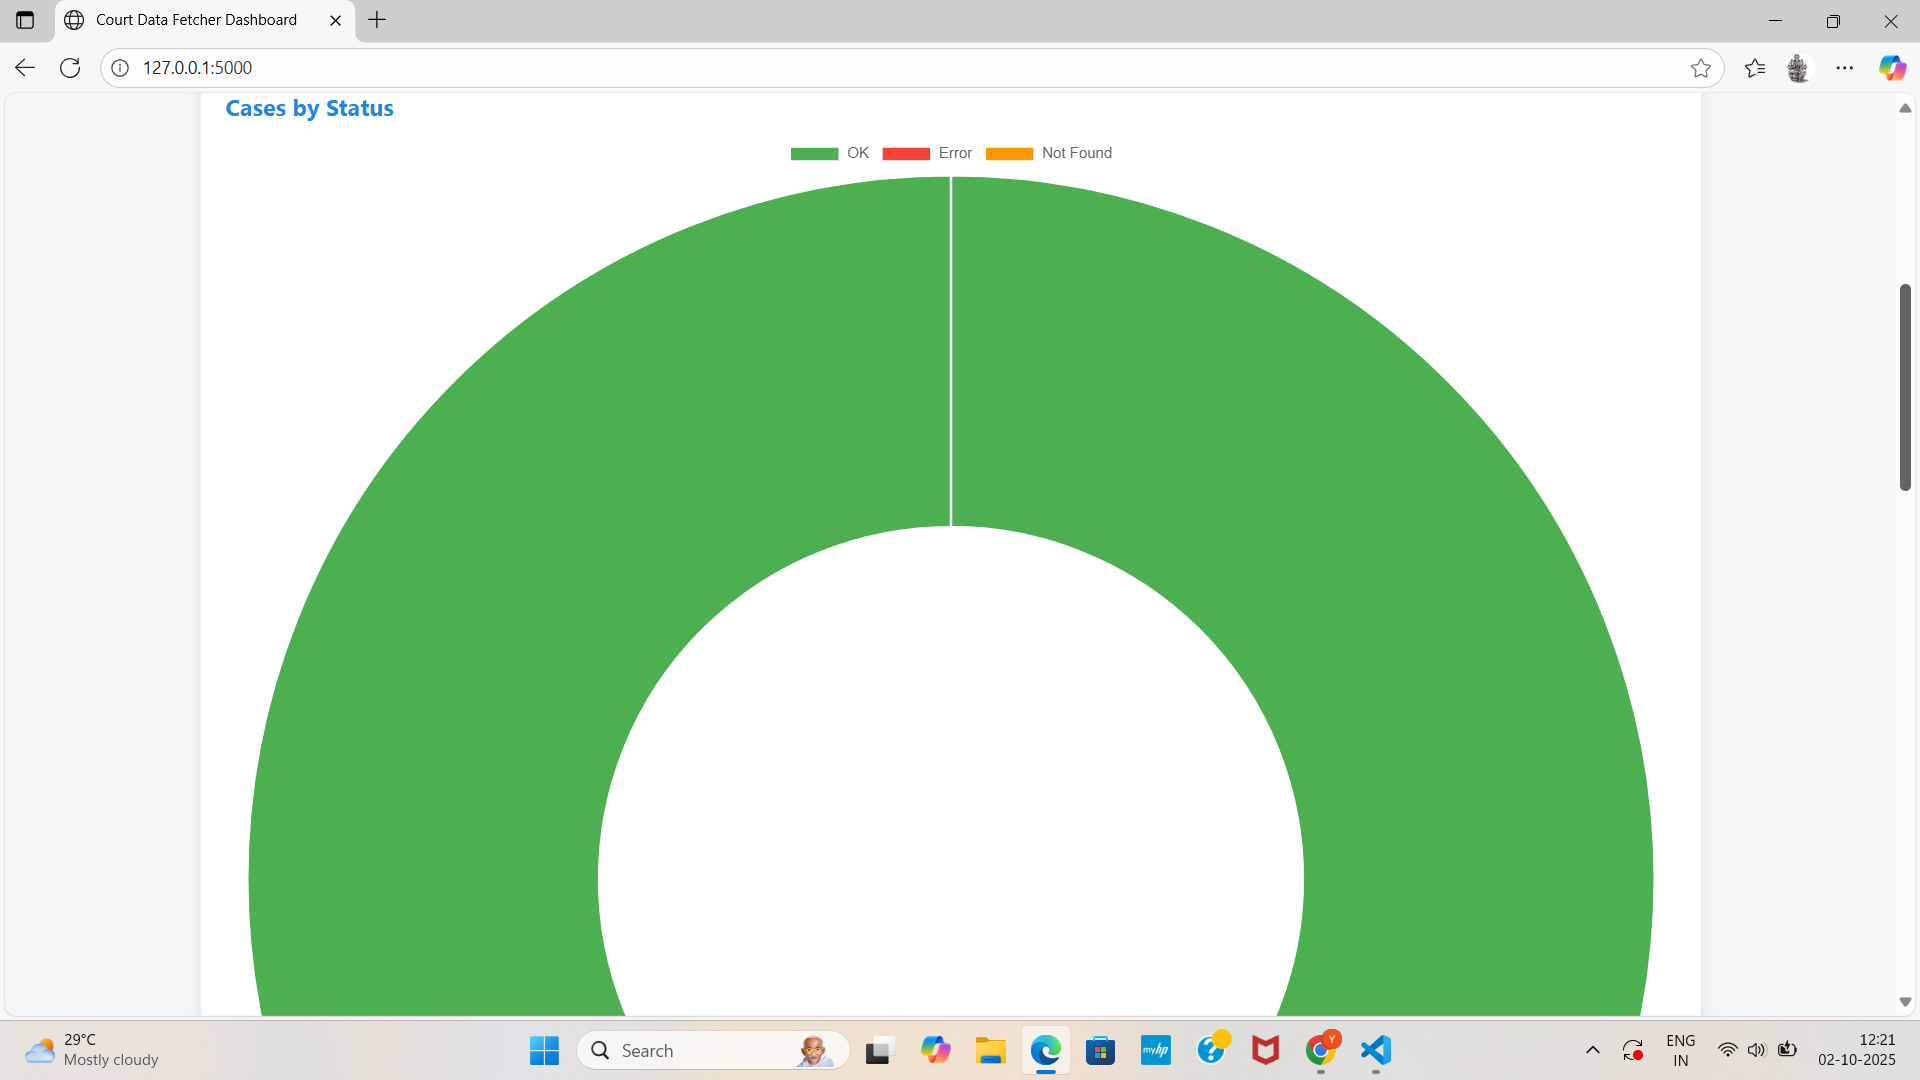 Court Data Fetcher Dashboard
127.0.0.1:5000
Cases by Status
OK Error Not Found
29°C
Mostly cloudy
Search
myhp
Y
ENG
IN
12:21
02-10-2025